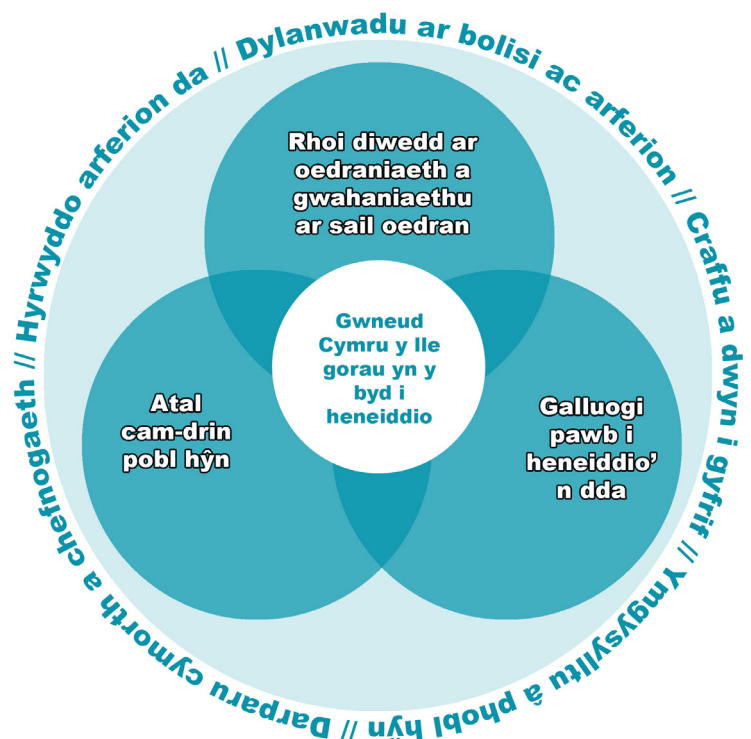 Dylanwadu ar bolisi ac arferion // Craffu a dwyn i gyfrif // Ymgysylltu â phobl hŷn // Darparu cymorth a chefnogaeth // Hyrwyddo arferion da //
Rhoi diwedd ar
oedraniaeth a
gwahaniaethu
ar sail oedran
Gwneud
Cymru y lle
gorau yn y
byd i
heneiddio
Atal
cam-drin
pobl hŷn
Galluogi
pawb i
heneiddio'
n dda